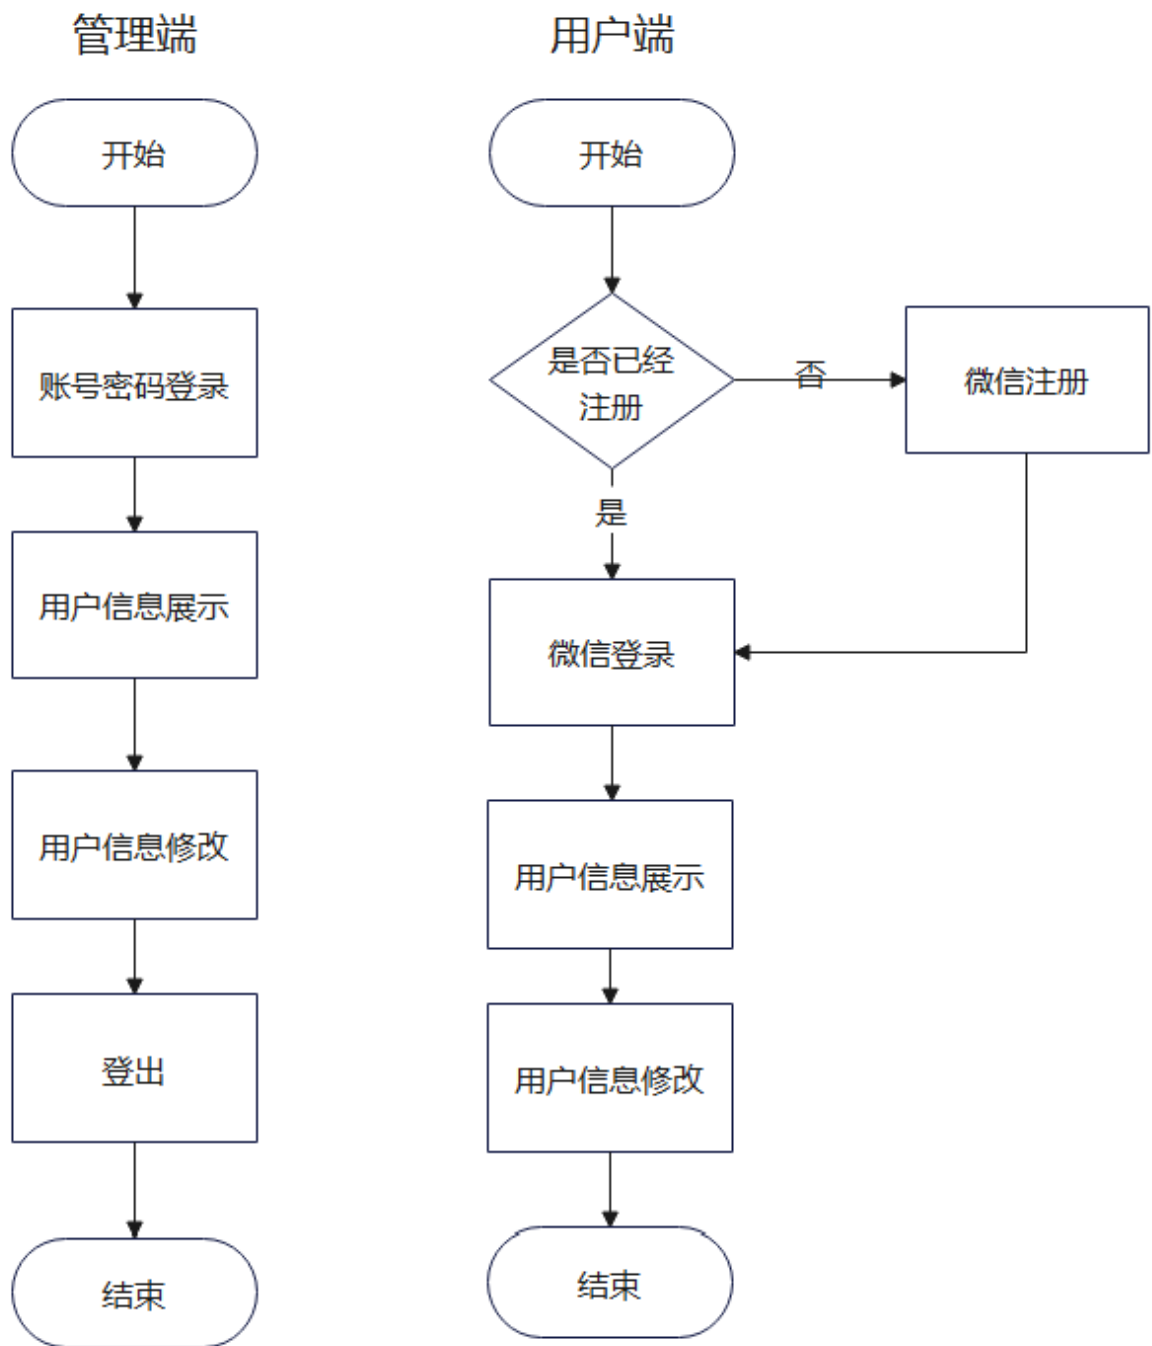 管理端
开始
账号密码登录
用户信息展示
用户信息修改
登出
结束
用户端
开始
是否已经
注册
否
微信注册
是
微信登录
用户信息展示
用户信息修改
结束